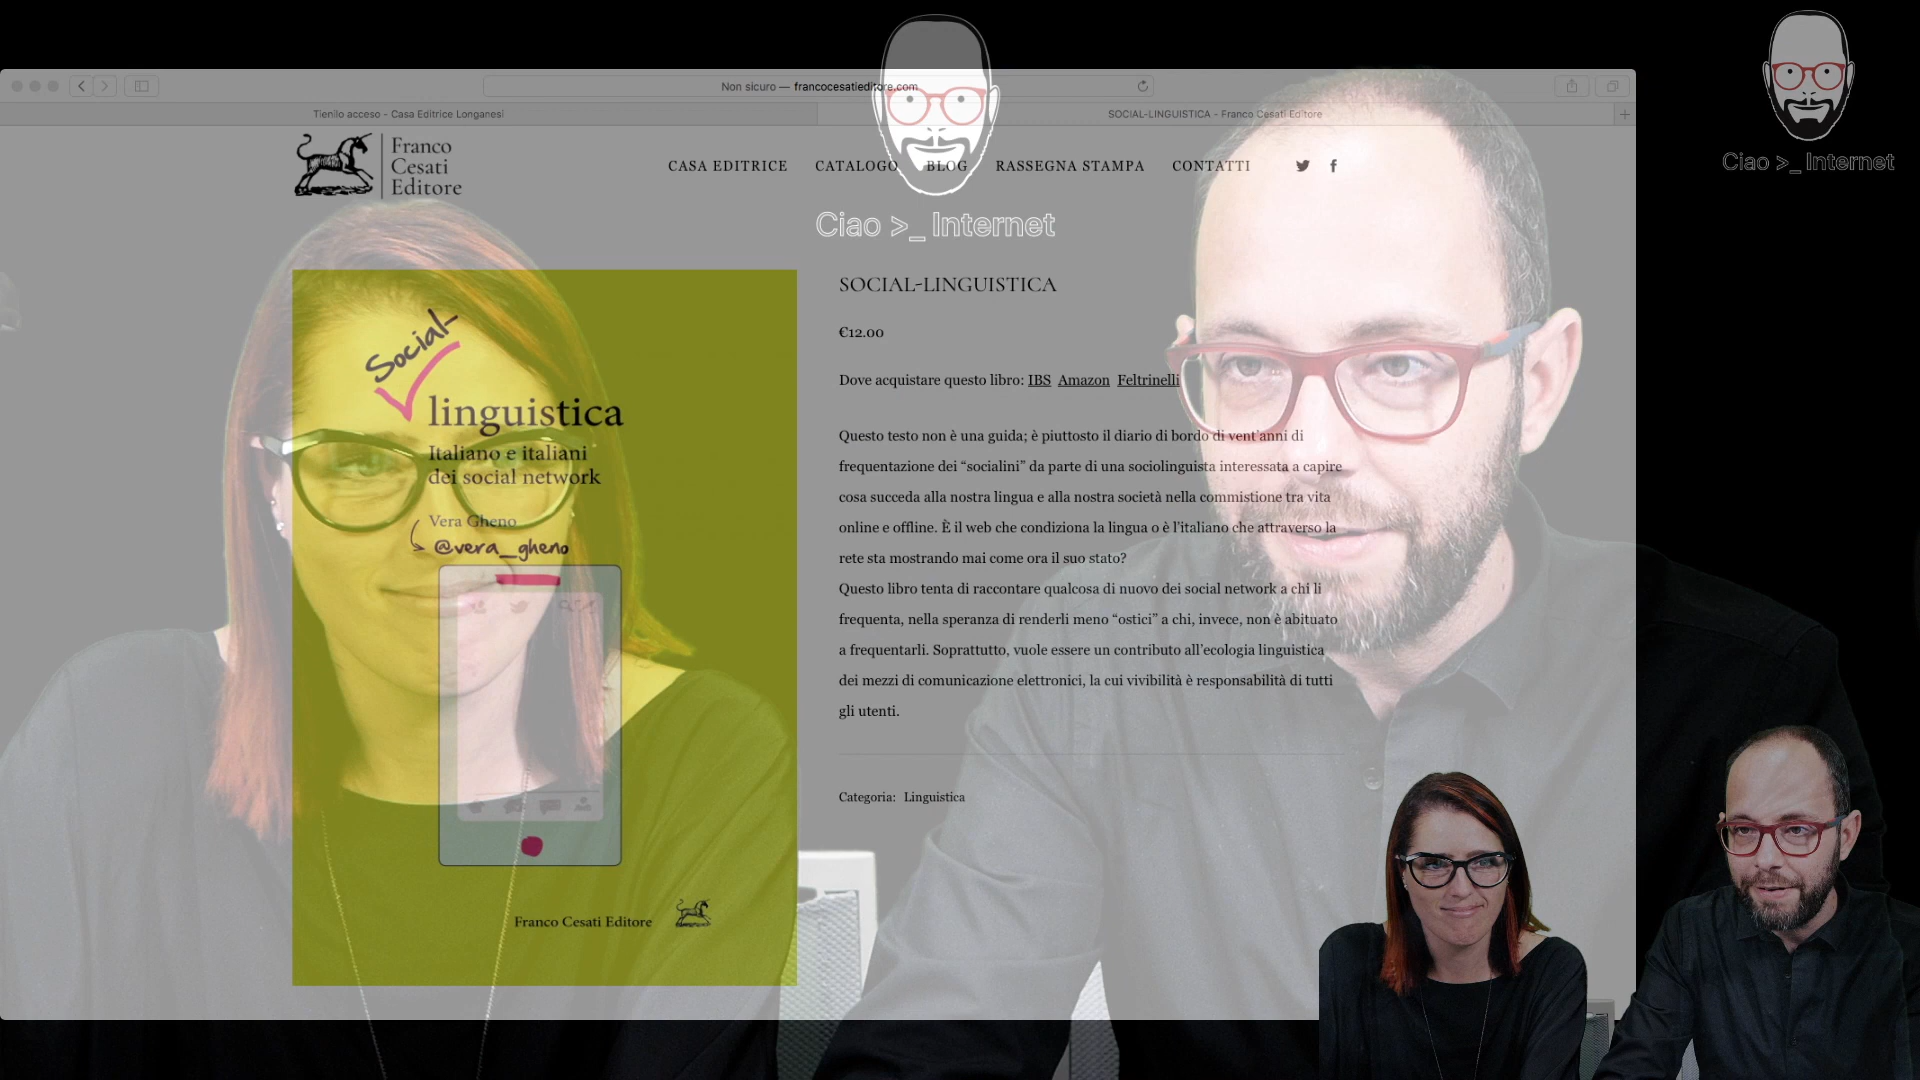 Non sicuro — francocesatieditore.com
Tienilo acceso - Casa Editrice Longanesi
SOCIAL-LINGUISTICA - Franco Cesati Editore
Franco
Cesati
Editore
CASA EDITRICE
CATALOGO
BLOG
RASSEGNA STAMPA
CONTATTI
Ciao >_ Internet
Ciao >_ Internet
Social-
linguistica
Italiano e italiani
dei social network
Vera Gheno
@vera_gheno
Franco Cesati Editore
SOCIAL-LINGUISTICA
€12.00
Dove acquistare questo libro: IBS Amazon Feltrinelli
Questo testo non è una guida; è piuttosto il diario di bordo di vent'anni di
frequentazione dei “socialini” da parte di una sociolinguista interessata a capire
cosa succeda alla nostra lingua e alla nostra società nella commistione tra vita
online e offline. È il web che condiziona la lingua o è l'italiano che attraverso la
rete sta mostrando mai come ora il suo stato?
Questo libro tenta di raccontare qualcosa di nuovo dei social network a chi li
frequenta, nella speranza di renderli meno “ostici” a chi, invece, non è abituato
a frequentarli. Soprattutto, vuole essere un contributo all'ecologia linguistica
dei mezzi di comunicazione elettronici, la cui vivibilità è responsabilità di tutti
gli utenti.
Categoria: Linguistica